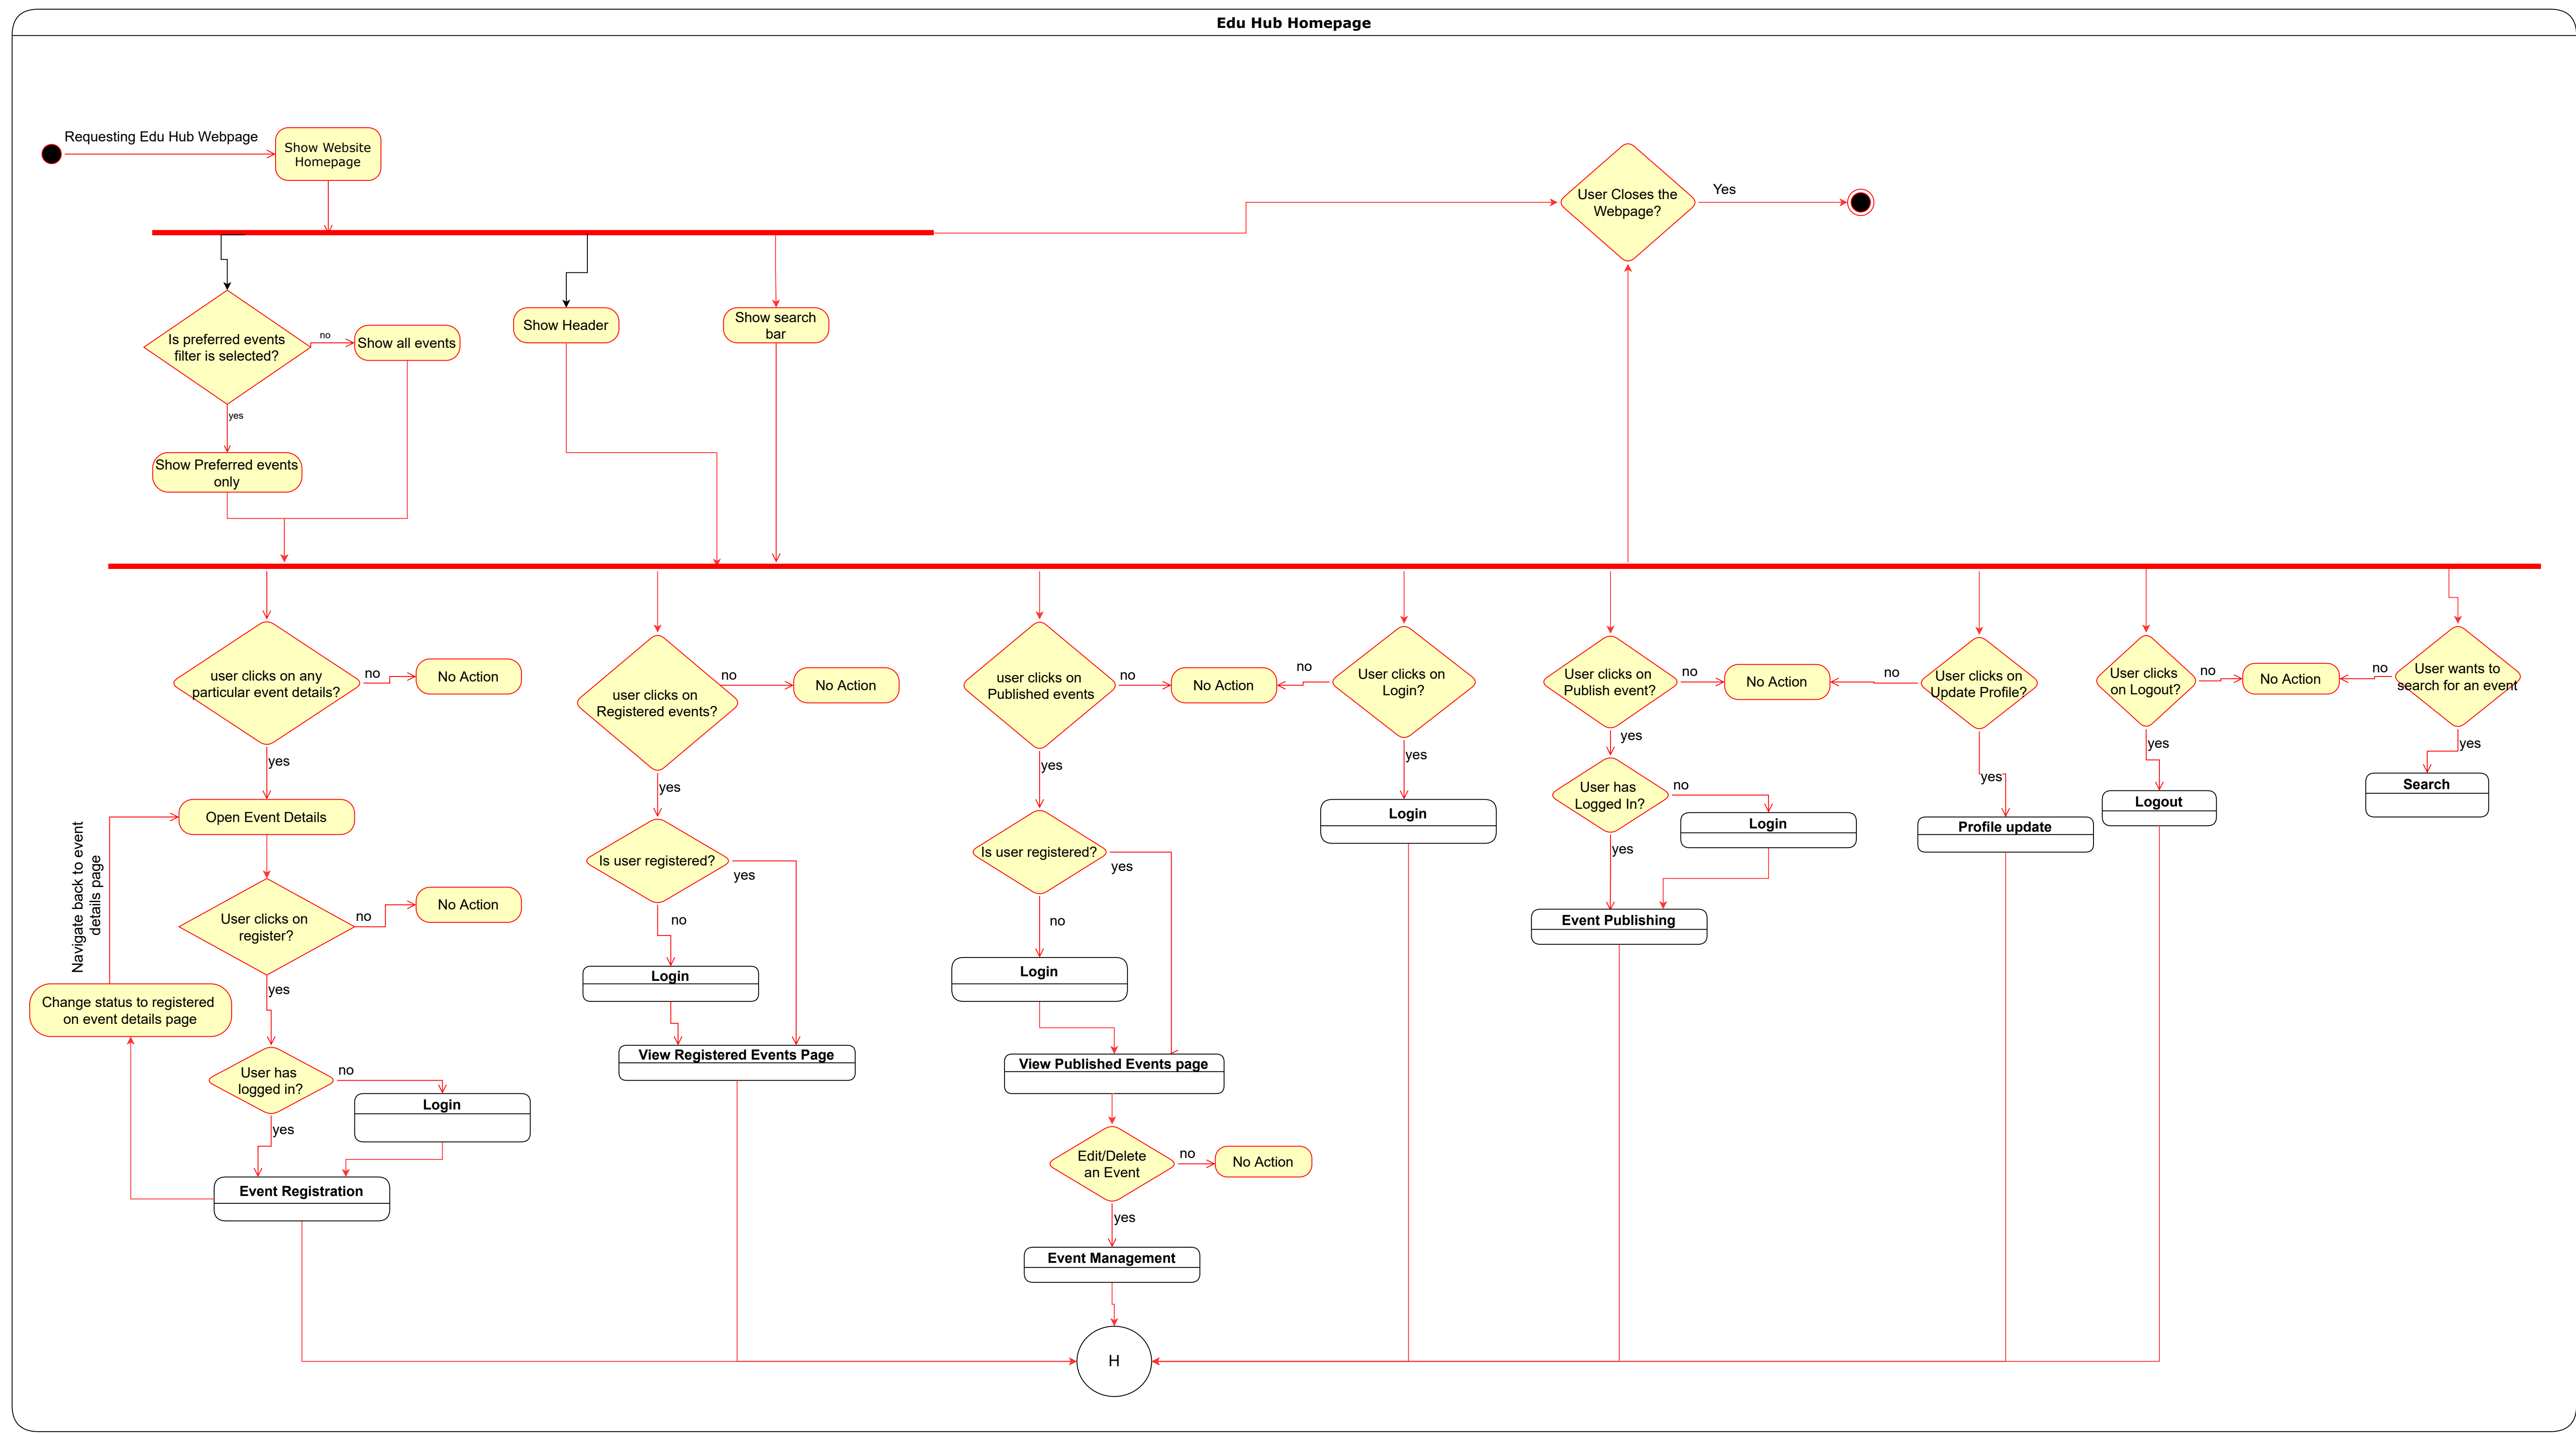 Edu Hub Homepage
Requesting Edu Hub Webpage
Show Website
Homepage
User Closes the
Webpage?
Yes
Is preferred events
filter is selected?
no
Show all events
Show Header
Show search
bar
yes
Show Preferred events
only
user clicks on any
particular event details?
no
No Action
yes
Open Event Details
Navigate back to event
details page
User clicks on
register?
no
No Action
yes
Change status to registered
on event details page
User has
logged in?
no
Login
yes
Event Registration
user clicks on
Registered events?
no
No Action
yes
Is user registered?
yes
no
Login
View Registered Events Page
user clicks on
Published events
no
No Action
yes
Is user registered?
yes
no
Login
View Published Events page
Edit/Delete
an Event
no
No Action
yes
Event Management
H
no
User clicks on
Login?
yes
Login
User clicks on
Publish event?
no
No Action
yes
User has
Logged In?
no
Login
yes
Event Publishing
no
User clicks on
Update Profile?
yes
Profile update
User clicks
on Logout?
no
No Action
yes
Logout
no
User wants to
search for an event
yes
Search